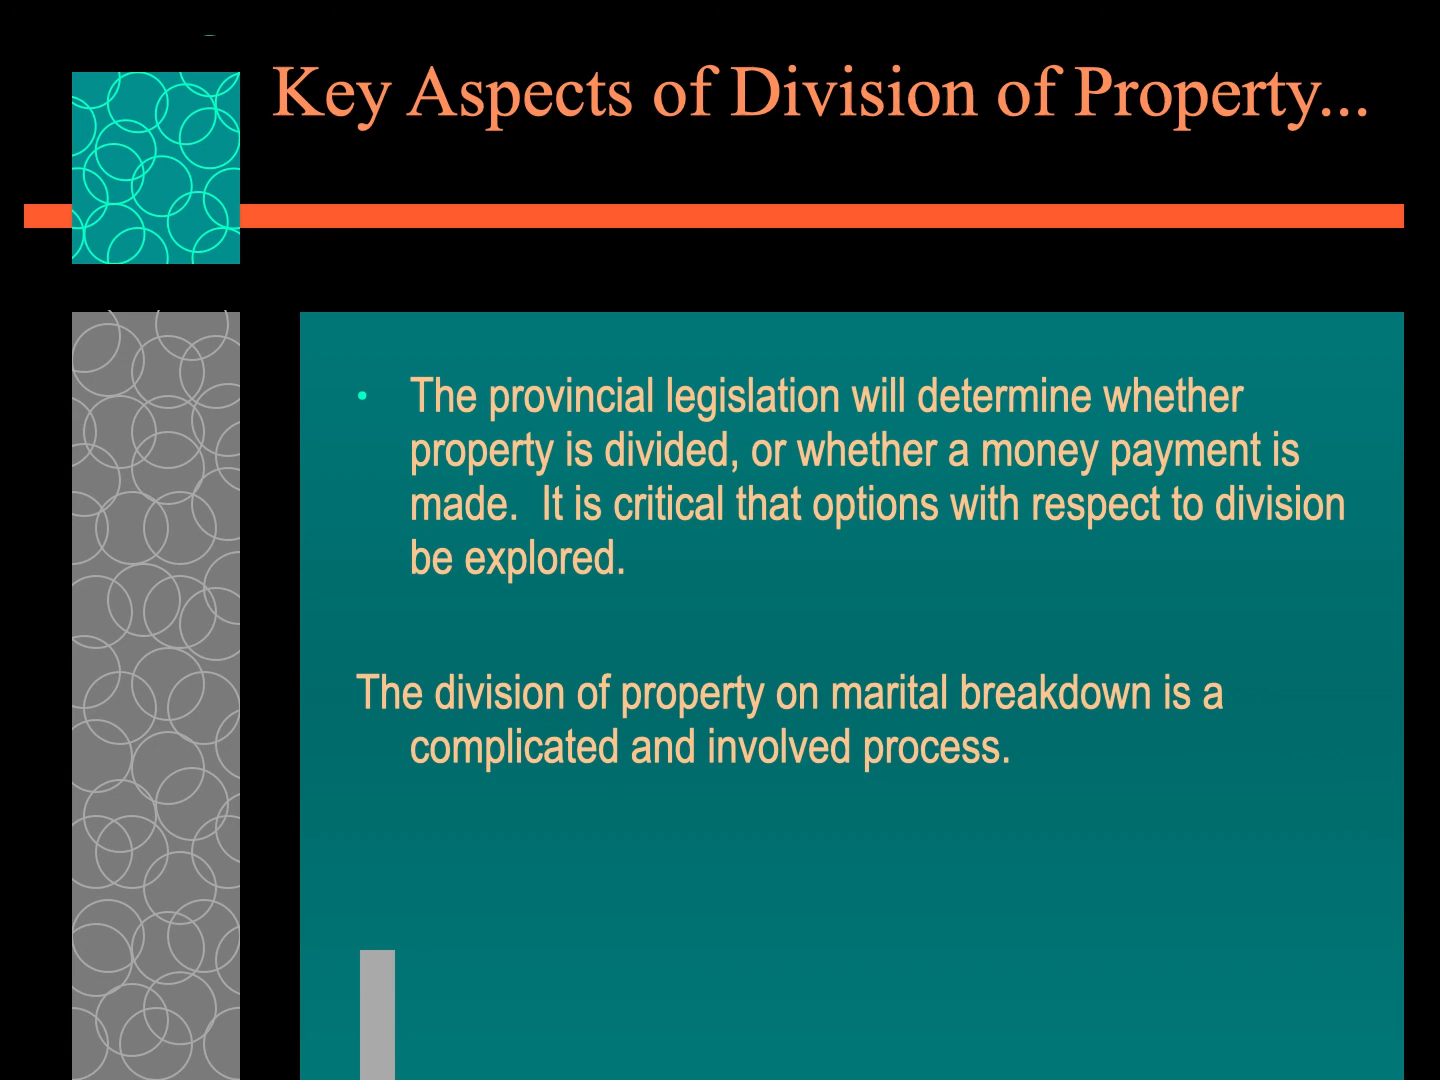 Key Aspects of Division of Property...
• The provincial legislation will determine whether
property is divided, or whether a money payment is
made.  It is critical that options with respect to division
be explored.
The division of property on marital breakdown is a
complicated and involved process.